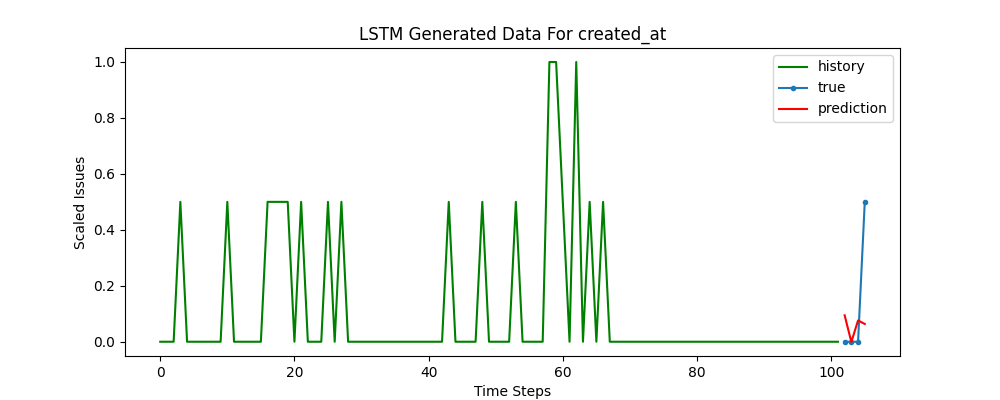 LSTM Generated Data For created_at
history
true
prediction
1.0
0.8
0.6
0.4
0.2
0.0
Scaled Issues
0 20 40 60 80 100
Time Steps